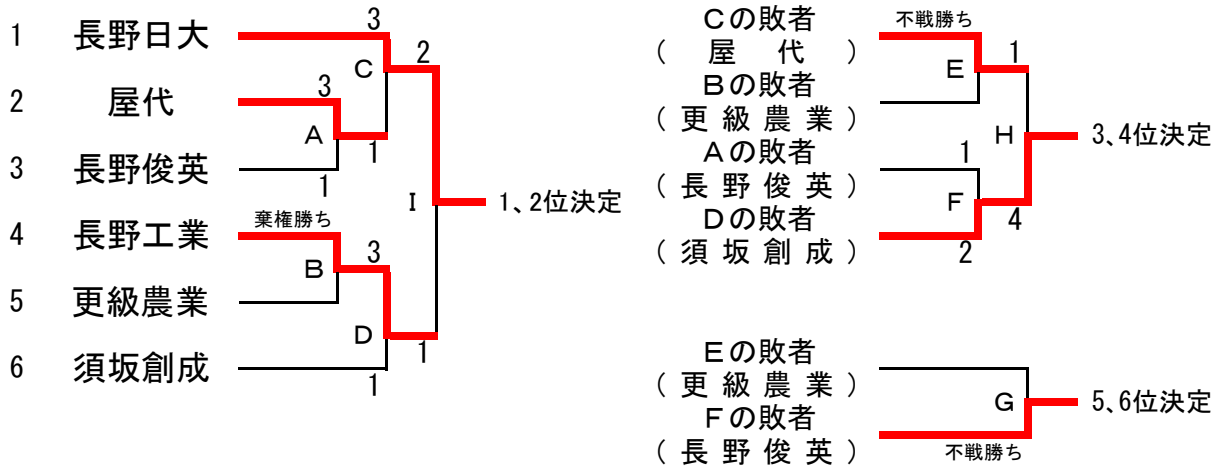 1 長野日大
2 屋代
3 長野俊英
4 長野工業
5 更級農業
6 須坂創成
3
C
2
3
A
1
1
I
1、2位決定
棄権勝ち
B
3
D
1
1
Cの敗者
(屋代)
Bの敗者
(更級農業)
Aの敗者
(長野俊英)
Dの敗者
(須坂創成)
不戦勝ち
E
1
H
3、4位決定
1
F
4
2
Eの敗者
(更級農業)
Fの敗者
(長野俊英)
G
5、6位決定
不戦勝ち